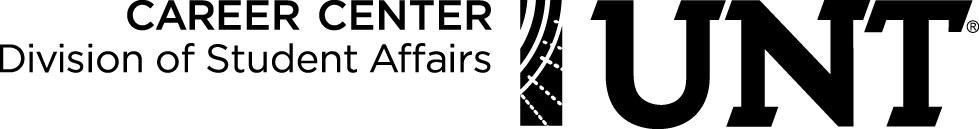 CAREER CENTER
Division of Student Affairs
UNT®